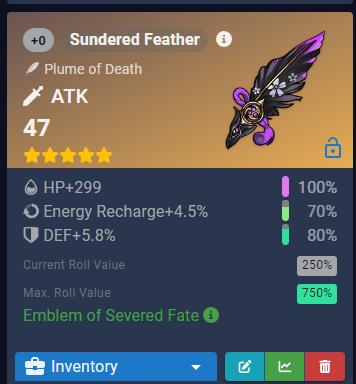 +0 Sundered Feather
Plume of Death
ATK
47
HP+299 100%
Energy Recharge+4.5% 70%
DEF+5.8% 80%
Current Roll Value 250%
Max. Roll Value 750%
Emblem of Severed Fate
Inventory